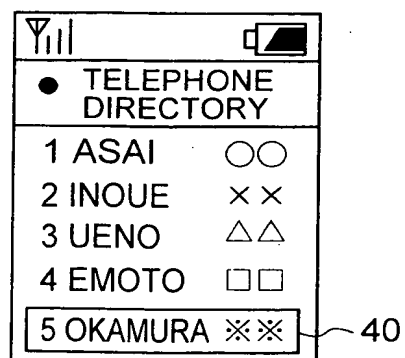 ● TELEPHONE
DIRECTORY
1 ASAI ○○
2 INOUE ××
3 UENO △△
4 EMOTO □□
5 OKAMURA ※※
40